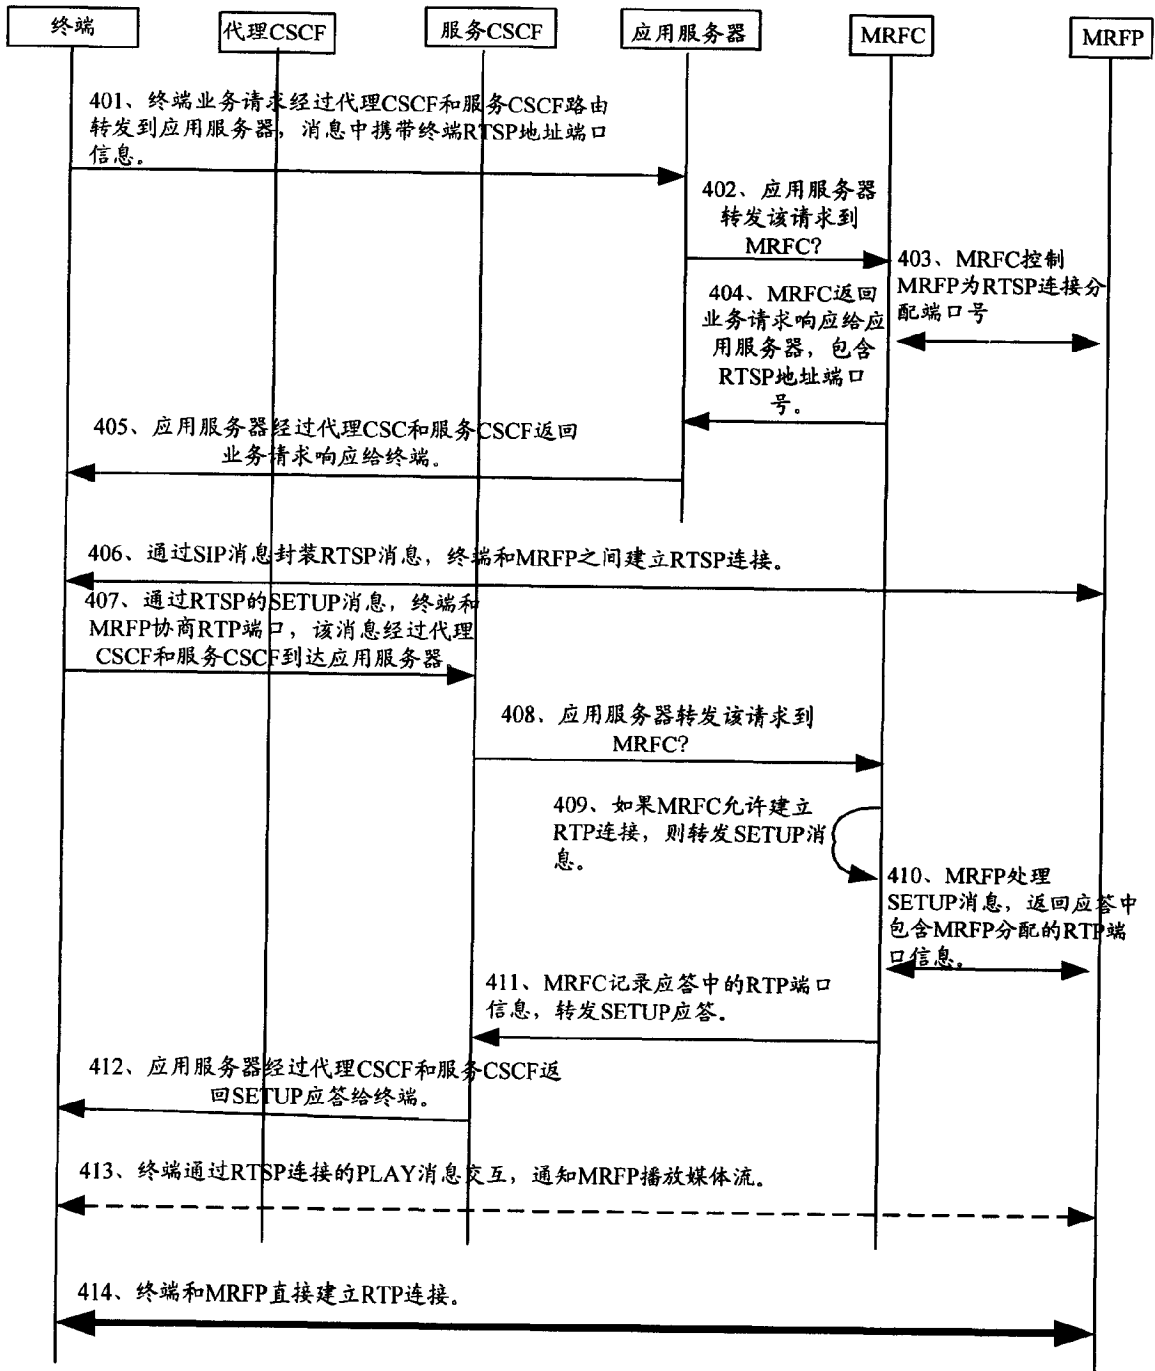 终端
代理CSCF
服务CSCF
应用服务器
MRFC
MRFP
401、终端业务请求经过代理CSCF和服务CSCF路由
转发到应用服务器，消息中携带终端RTSP地址端口
信息。
402、应用服务器
转发该请求到
MRFC?
403、MRFC控制
MRFP为RTSP连接分
配端口号
404、MRFC返回
业务请求响应给应
用服务器，包含
RTSP地址端口
号。
405、应用服务器经过代理CSC和服务CSCF返回
业务请求响应给终端。
406、通过SIP消息封装RTSP消息，终端和MRFP之间建立RTSP连接。
407、通过RTSP的SETUP消息，终端和
MRFP协商RTP端口，该消息经过代理
CSCF和服务CSCF到达应用服务器。
408、应用服务器转发该请求到
MRFC?
409、如果MRFC允许建立
RTP连接，则转发SETUP消
息。
410、MRFP处理
SETUP消息，返回应答中
包含MRFP分配的RTP端
口信息。
411、MRFC记录应答中的RTP端口
信息，转发SETUP应答。
412、应用服务器经过代理CSCF和服务CSCF返
回SETUP应答给终端。
413、终端通过RTSP连接的PLAY消息交互，通知MRFP播放媒体流。
414、终端和MRFP直接建立RTP连接。